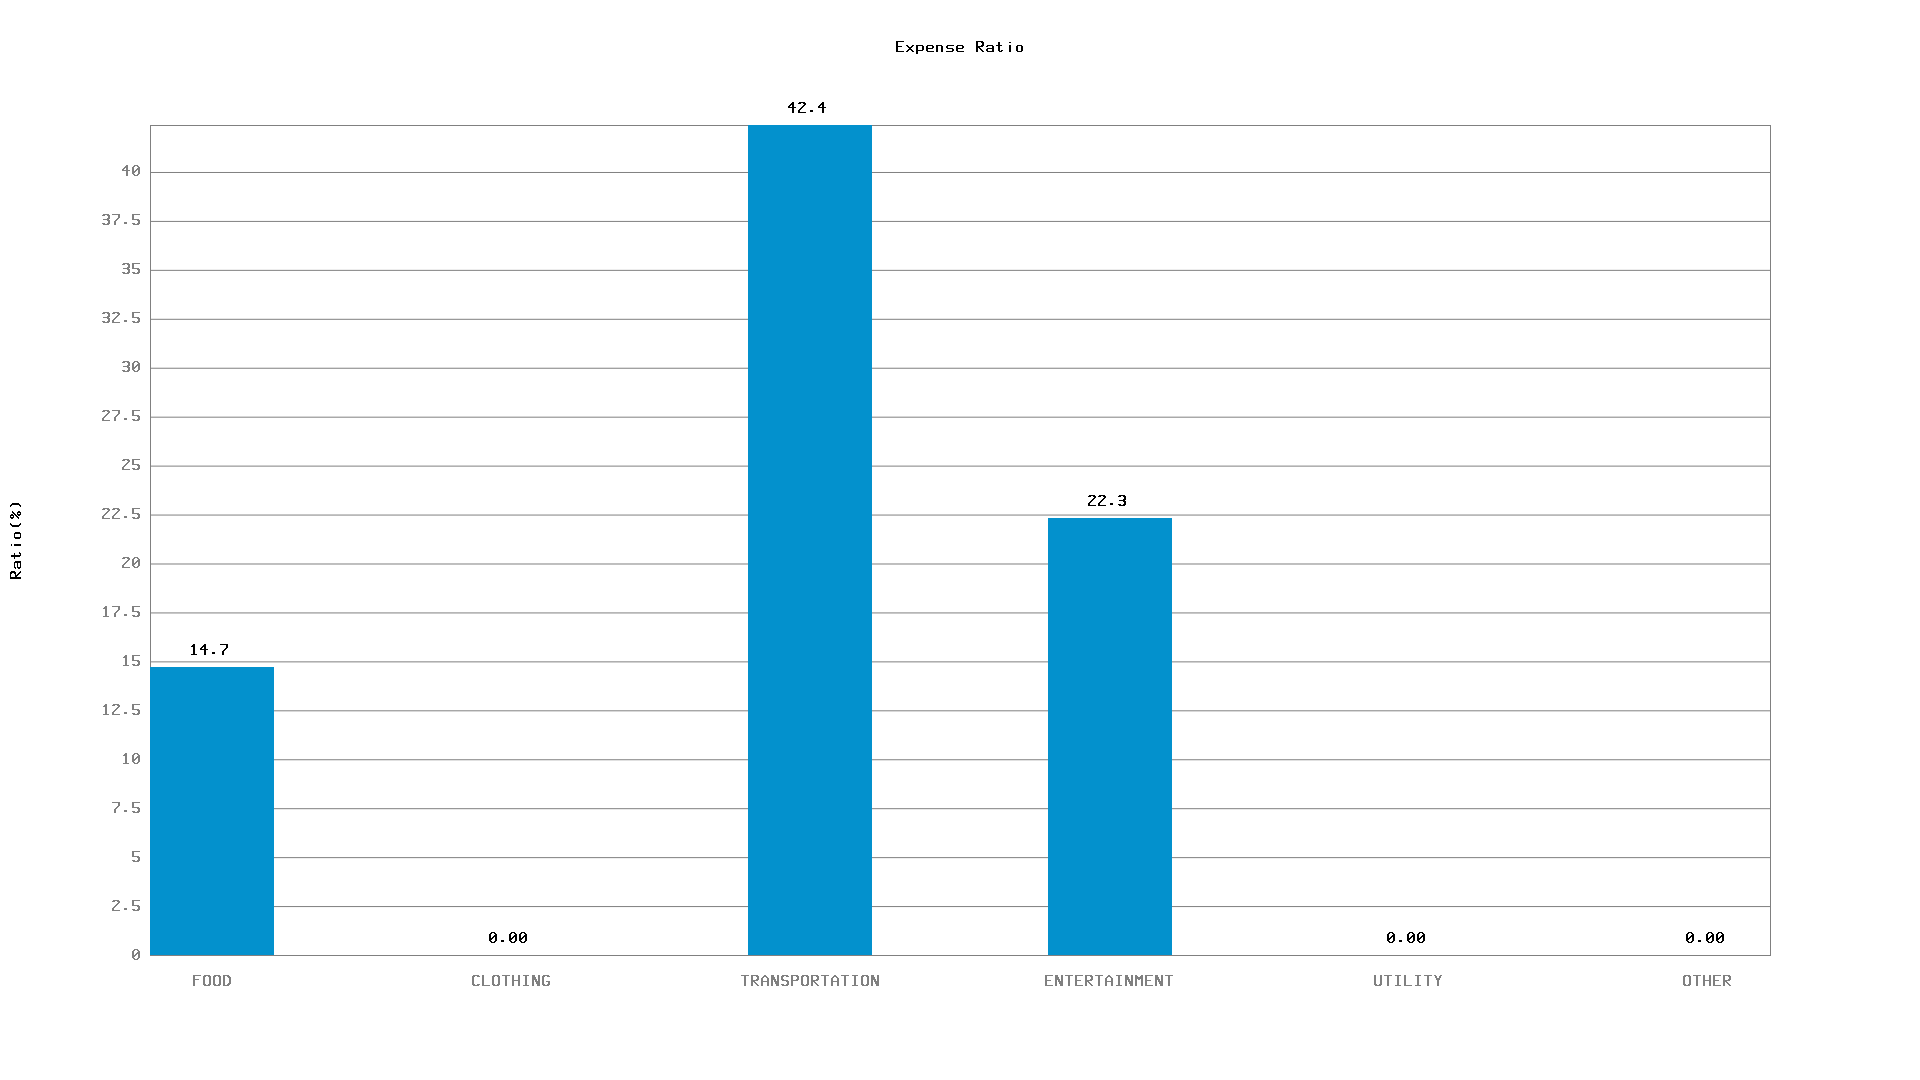 Expense Ratio
42.4
40
37.5
35
32.5
30
27.5
25
22.5
22.3
20
17.5
15
14.7
12.5
10
7.5
5
2.5
0
0.00
0.00
0.00
Ratio(%)
FOOD
CLOTHING
TRANSPORTATION
ENTERTAINMENT
UTILITY
OTHER